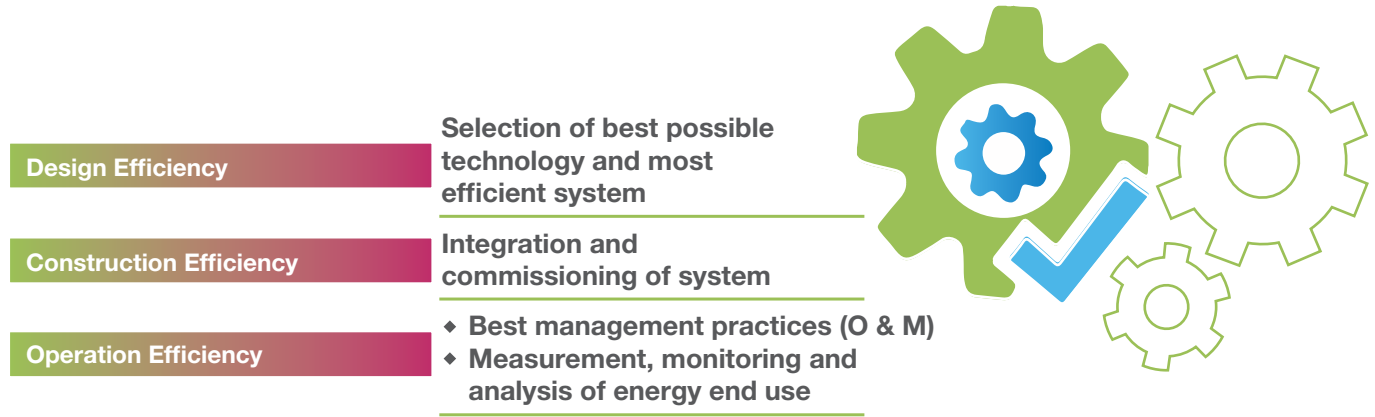 Design Efficiency
Selection of best possible
technology and most
efficient system
Construction Efficiency
Integration and
commissioning of system
Operation Efficiency
◆ Best management practices (O & M)
◆ Measurement, monitoring and
analysis of energy end use